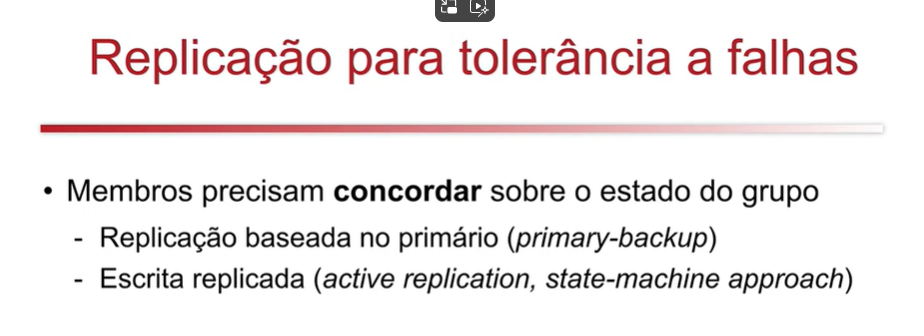 Replicação para tolerância a falhas
• Membros precisam concordar sobre o estado do grupo
- Replicação baseada no primário (primary-backup)
- Escrita replicada (active replication, state-machine approach)